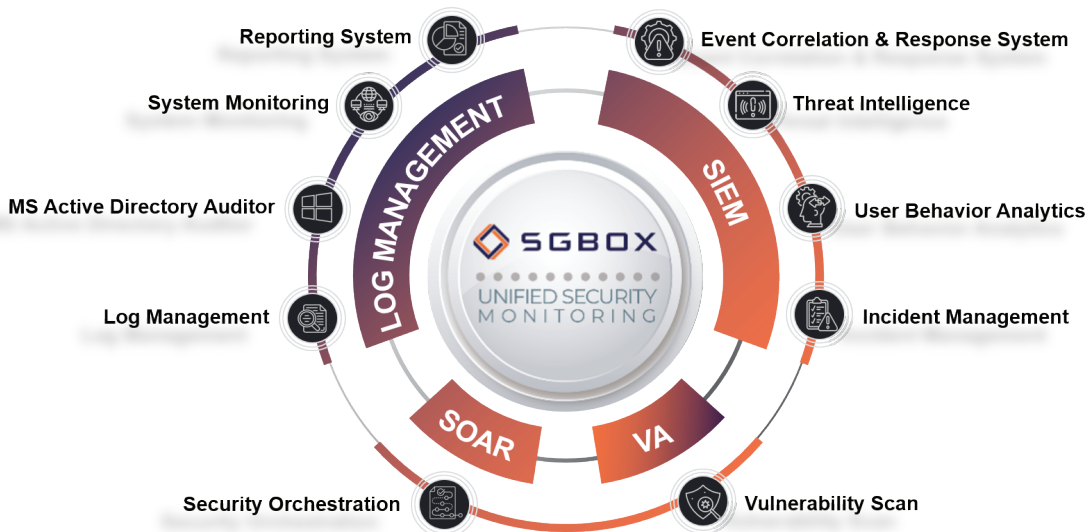 Reporting System
System Monitoring
MS Active Directory Auditor
Log Management
Security Orchestration
LOG MANAGEMENT
SOAR
SGBOX
UNIFIED SECURITY
MONITORING
SIEM
VA
Event Correlation & Response System
Threat Intelligence
User Behavior Analytics
Incident Management
Vulnerability Scan